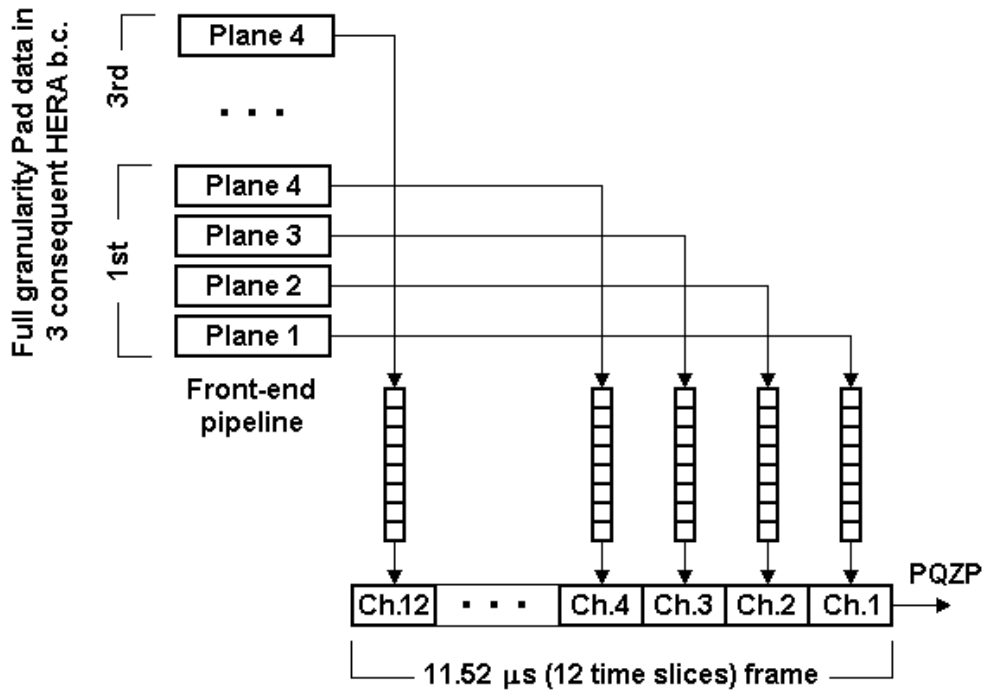 Full granularity Pad data in
3 consequent HERA b.c.
3rd
Plane 4
. . .
1st
Plane 4
Plane 3
Plane 2
Plane 1
Front-end
pipeline
PQZP
Ch.12 . . . Ch.4 Ch.3 Ch.2 Ch.1
11.52 μs (12 time slices) frame